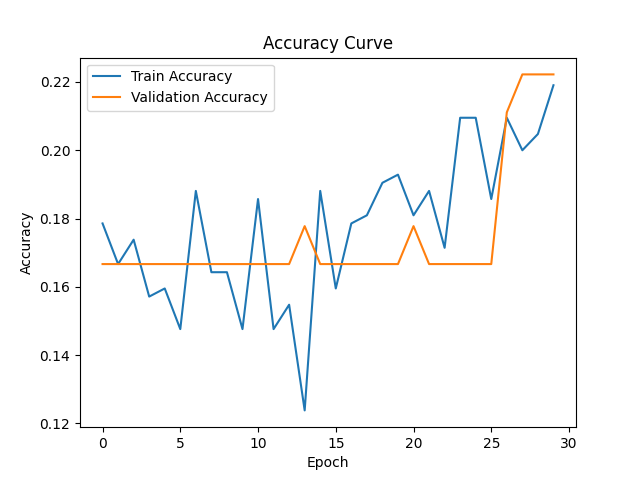 Accuracy Curve
Train Accuracy
Validation Accuracy
0.22
0.20
0.18
0.16
0.14
0.12
Accuracy
0 5 10 15 20 25 30
Epoch